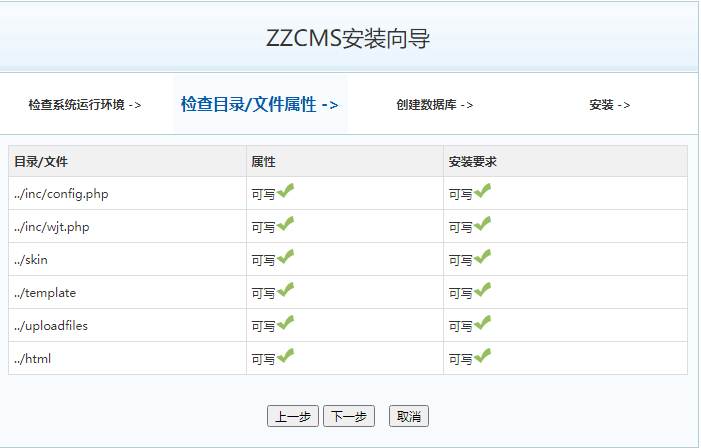 ZZCMS安装向导
检查系统运行环境 -> 检查目录/文件属性 -> 创建数据库 -> 安装 ->
目录/文件 属性 安装要求
../inc/config.php 可写 可写
../inc/wjt.php 可写 可写
../skin 可写 可写
../template 可写 可写
../uploadfiles 可写 可写
../html 可写 可写
上一步 下一步 取消